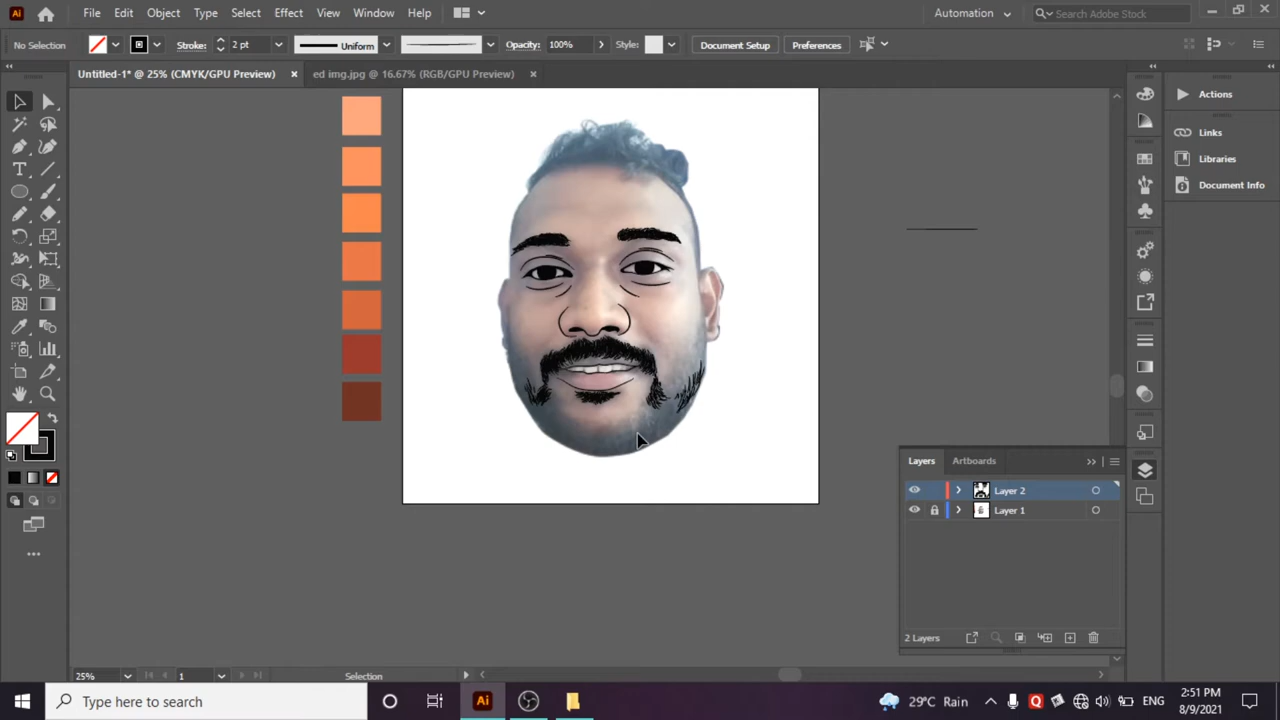 Ai File Edit Object Type Select Effect View Window Help Automation Search Adobe Stock
No Selection Stroke: 2 pt Uniform Opacity: 100% Style: Document Setup Preferences
Untitled-1* @ 25% (CMYK/GPU Preview) × ed img.jpg @ 16.67% (RGB/GPU Preview) ×
Actions
Links
Libraries
Document Info
Layers Artboards
Layer 2
Layer 1
2 Layers
25% 1 Selection
Type here to search Ai 29°C Rain ENG 2:51 PM
8/9/2021